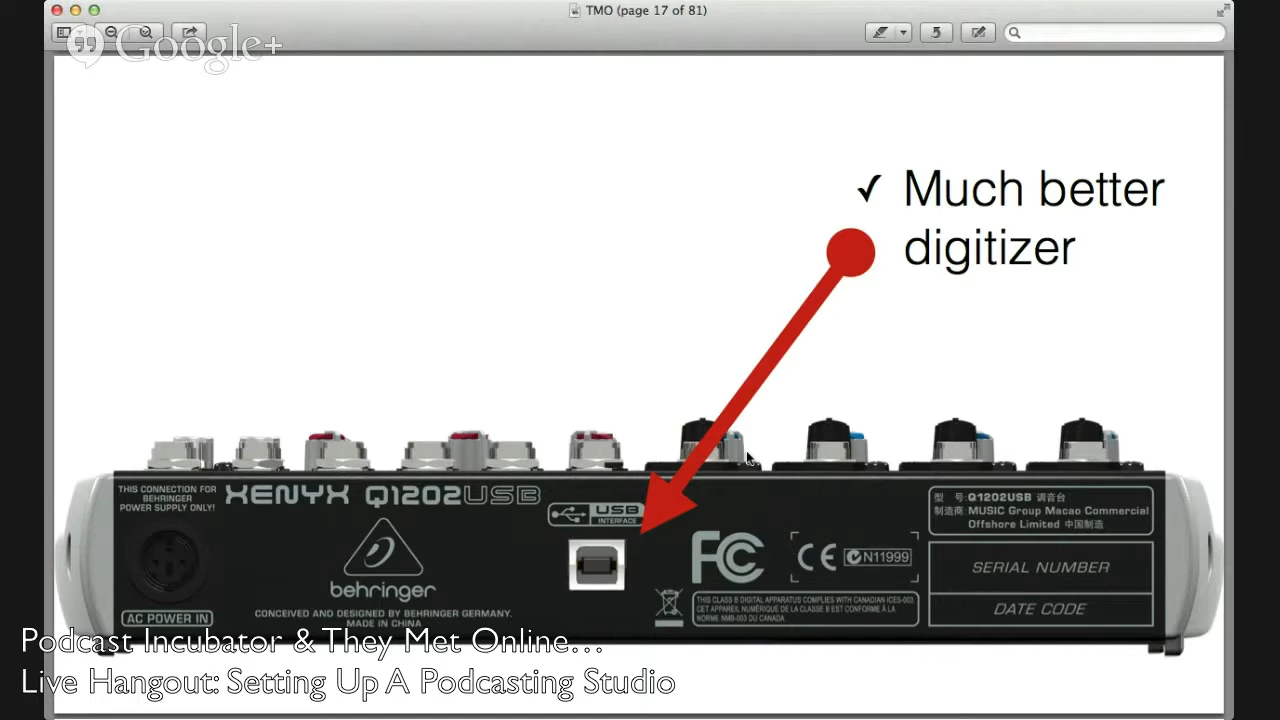 TMO (page 17 of 81)
Google+
✓ Much better
digitizer
THIS CONNECTION FOR
BEHRINGER
POWER SUPPLY ONLY!
XENYX Q1202USB
USB
INTERFACE
型 号:Q1202USB 调音台
制造商: MUSIC Group Macao Commercial
Offshore Limited 中国制造
behringer
FC
CE
N11999
SERIAL NUMBER
DATE CODE
AC POWER IN
CONCEIVED AND DESIGNED BY BEHRINGER GERMANY.
MADE IN CHINA
THIS CLASS B DIGITAL APPARATUS COMPLIES WITH CANADIAN ICES-003
CET APPAREIL NUMÉRIQUE DE LA CLASSE B EST CONFORME À LA
NORME NMB-003 DU CANADA.
Podcast Incubator & They Met Online...
Live Hangout: Setting Up A Podcasting Studio